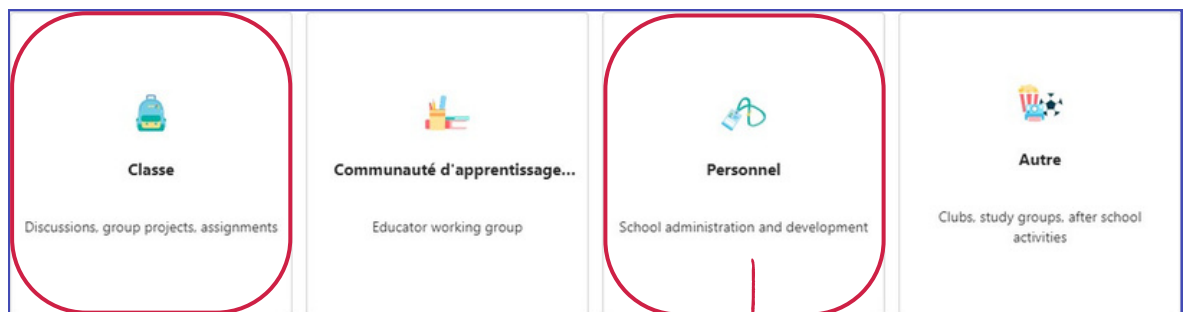 Classe
Discussions, group projects, assignments
Communauté d'apprentissage...
Educator working group
Personnel
School administration and development
Autre
Clubs, study groups, after school
activities